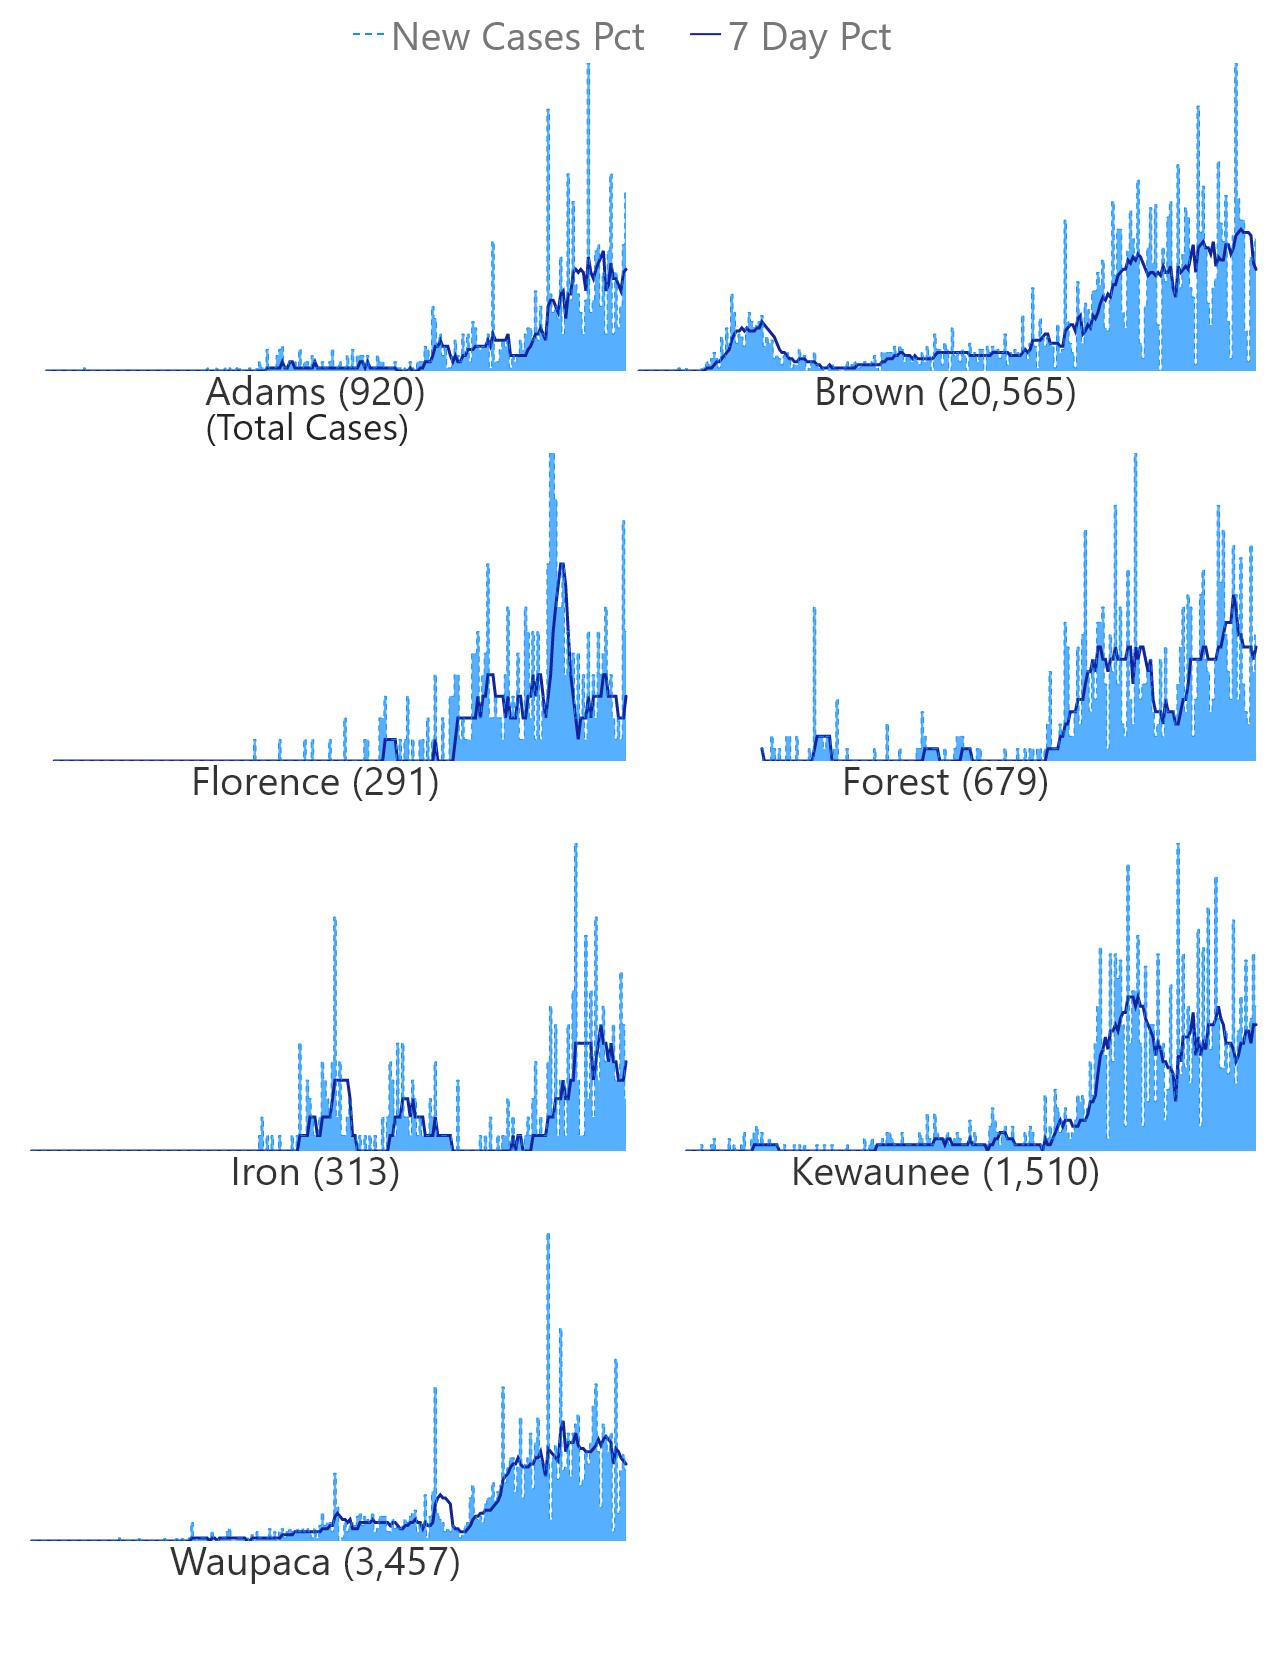 New Cases Pct 7 Day Pct
Adams (920) Brown (20,565)
(Total Cases)
Florence (291) Forest (679)
Iron (313) Kewaunee (1,510)
Waupaca (3,457)